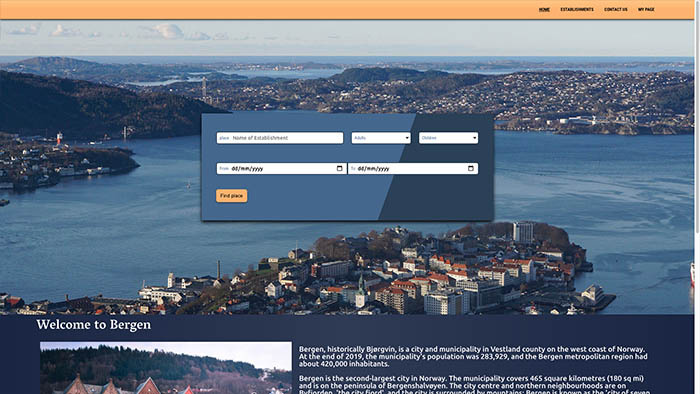 HOME ESTABLISHMENTS CONTACT US MY PAGE
place Name of Establishment Adults Children
From dd/mm/yyyy To dd/mm/yyyy
Find place
Welcome to Bergen
Bergen, historically Bjørgvin, is a city and municipality in Vestland county on the west coast of Norway.
At the end of 2019, the municipality's population was 283,929, and the Bergen metropolitan region had
about 420,000 inhabitants.
Bergen is the second-largest city in Norway. The municipality covers 465 square kilometres (180 sq mi)
and is on the peninsula of Bergenshalvøyen. The city centre and northern neighbourhoods are on
Byfjorden, 'the city fjord', and the city is surrounded by mountains; Bergen is known as the 'city of seven